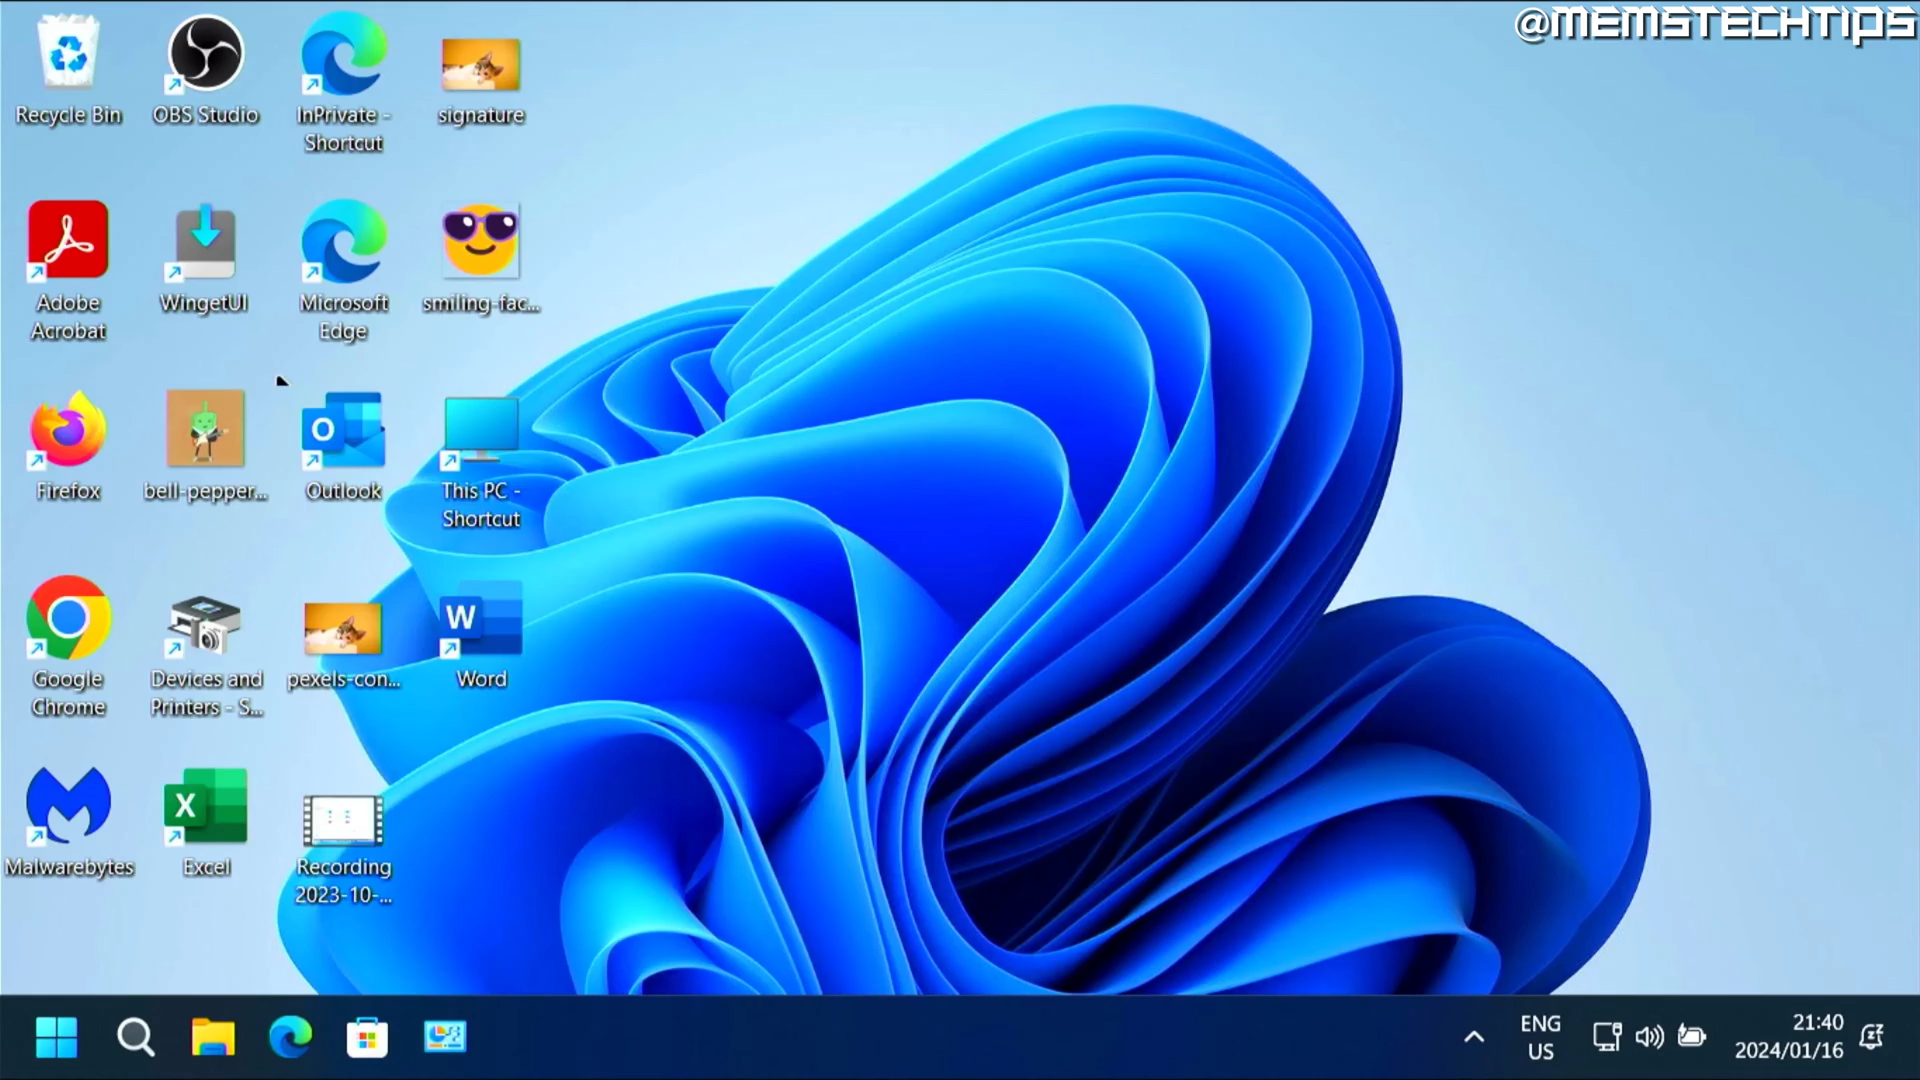 @MEMSTECHTIPS
Recycle Bin
OBS Studio
InPrivate -
Shortcut
signature
Adobe
Acrobat
WingetUI
Microsoft
Edge
smiling-fac...
Firefox
bell-pepper...
O
Outlook
This PC -
Shortcut
Google
Chrome
Devices and
Printers - S...
pexels-con...
W
Word
Malwarebytes
X
Excel
Recording
2023-10-...
ENG
US
21:40
2024/01/16